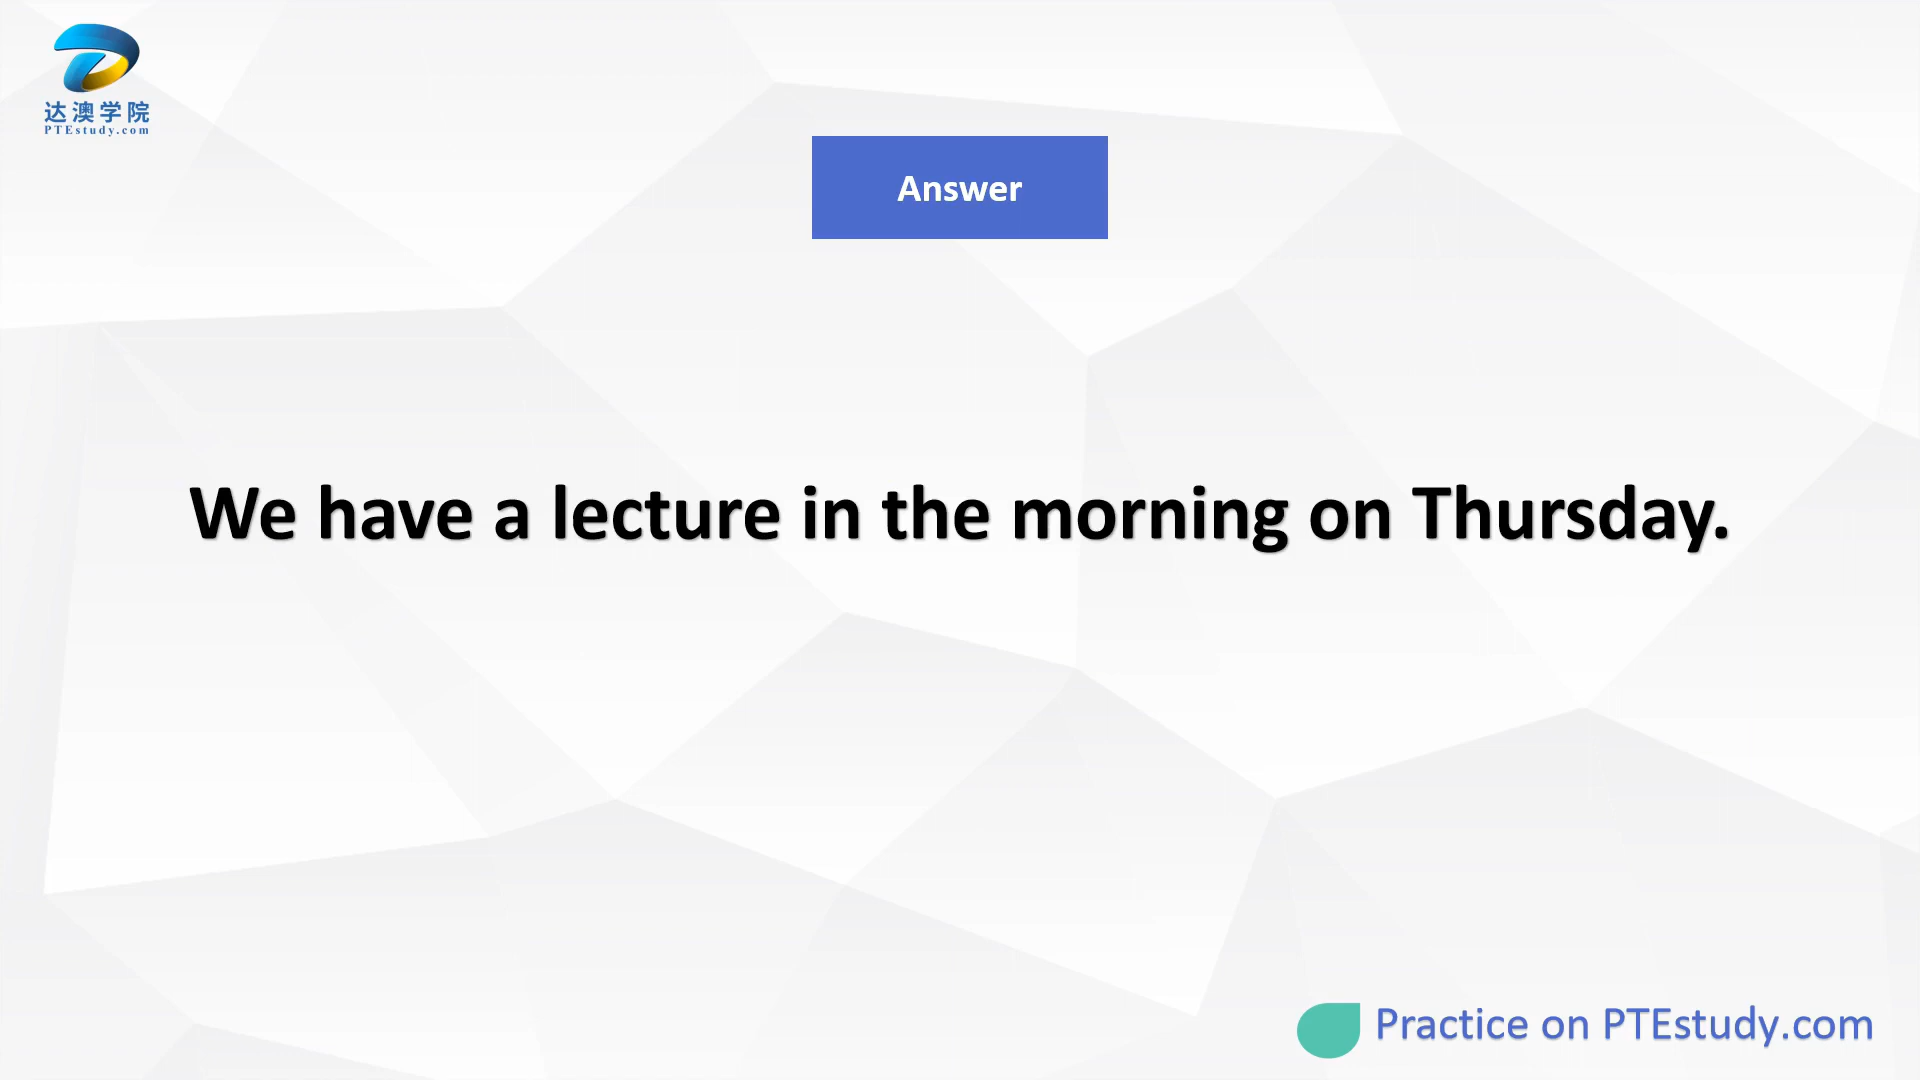 达澳学院
PTEstudy.com
Answer
We have a lecture in the morning on Thursday.
Practice on PTEstudy.com